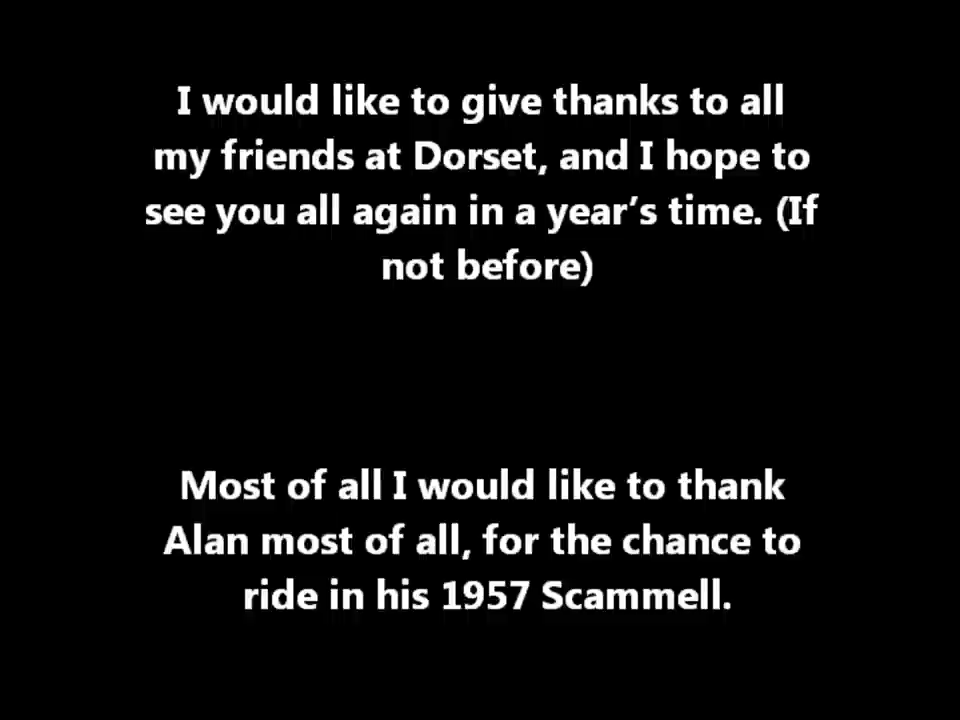 I would like to give thanks to all
my friends at Dorset, and I hope to
see you all again in a year’s time. (If
not before)
Most of all I would like to thank
Alan most of all, for the chance to
ride in his 1957 Scammell.